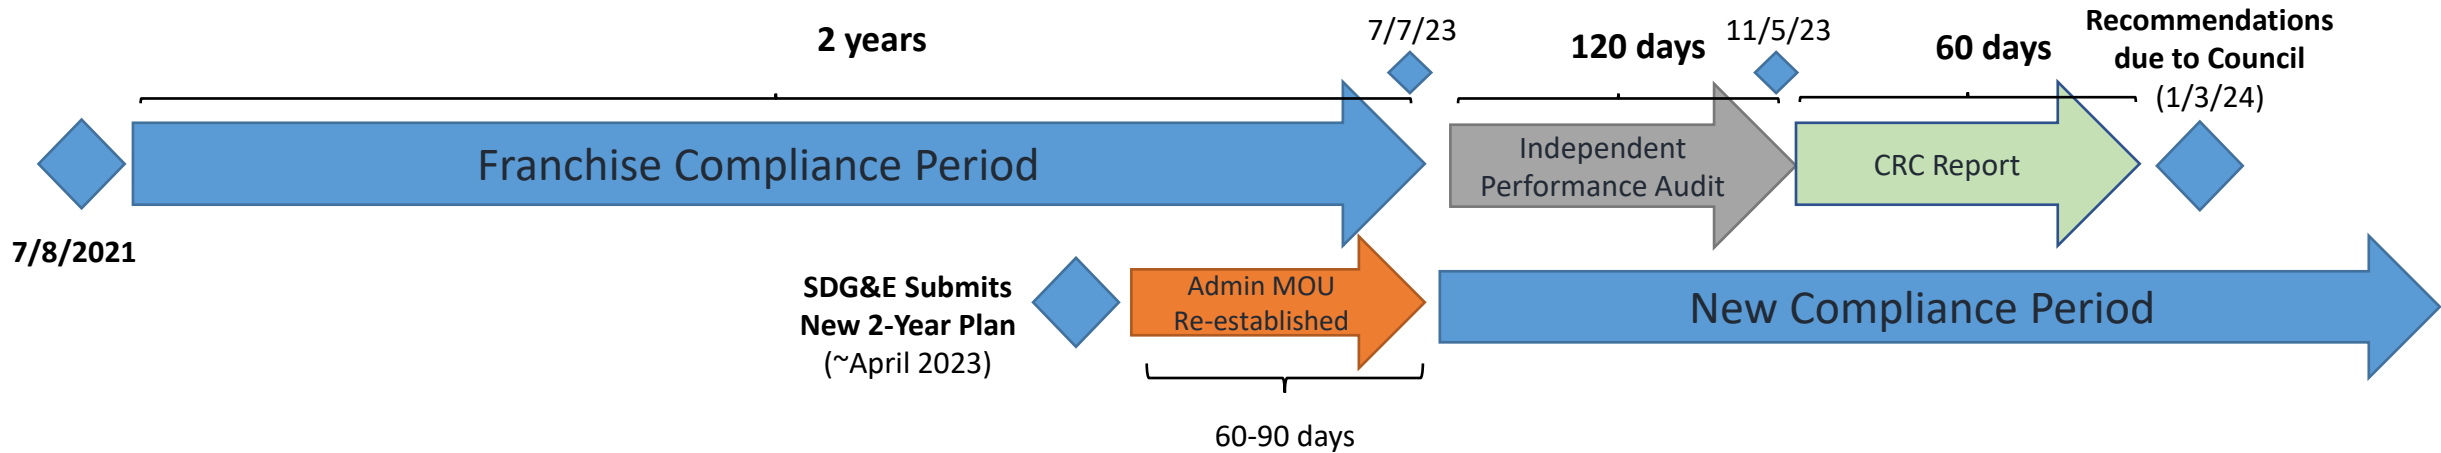 2 years
7/7/23
120 days
11/5/23
60 days
Recommendations
due to Council
(1/3/24)
Franchise Compliance Period
Independent
Performance Audit
CRC Report
7/8/2021
SDG&E Submits
New 2-Year Plan
(~April 2023)
Admin MOU
Re-established
New Compliance Period
60-90 days